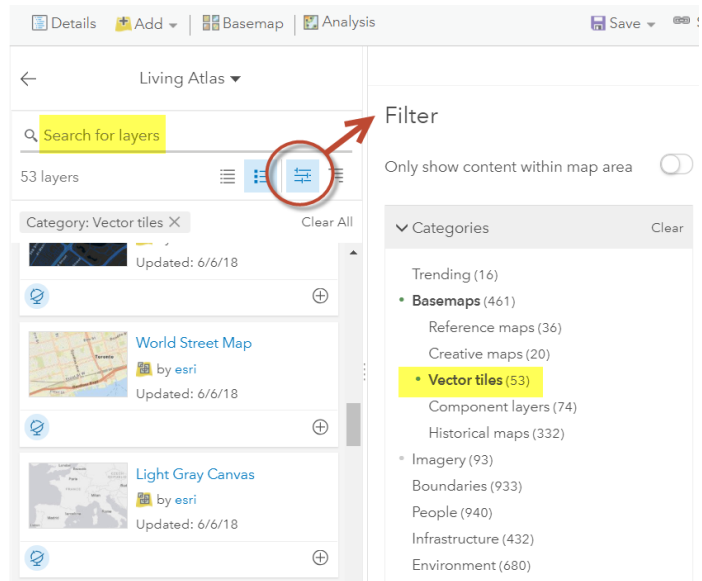 Details Add Basemap Analysis Save
Living Atlas
Search for layers
53 layers
Category: Vector tiles Clear All
Updated: 6/6/18
World Street Map
by esri
Updated: 6/6/18
Light Gray Canvas
by esri
Updated: 6/6/18
Filter
Only show content within map area
Categories Clear
Trending (16)
Basemaps (461)
Reference maps (36)
Creative maps (20)
Vector tiles (53)
Component layers (74)
Historical maps (332)
Imagery (93)
Boundaries (933)
People (940)
Infrastructure (432)
Environment (680)